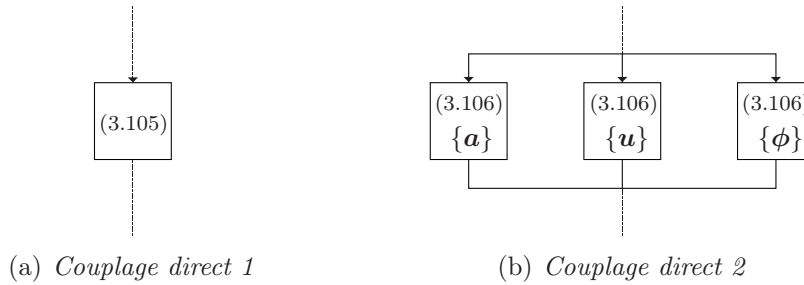 (3.105)
(3.106) (3.106) (3.106)
{a} {u} {ϕ}
(a) Couplage direct 1 (b) Couplage direct 2